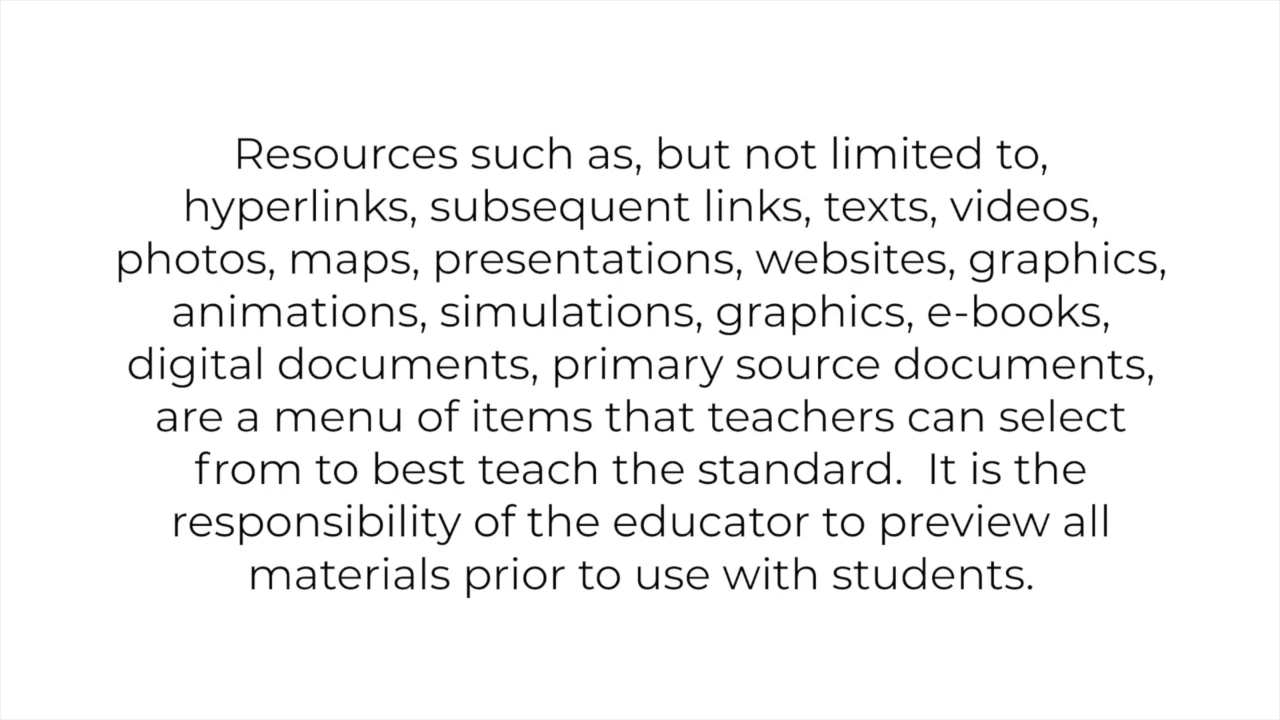 Resources such as, but not limited to,
hyperlinks, subsequent links, texts, videos,
photos, maps, presentations, websites, graphics,
animations, simulations, graphics, e-books,
digital documents, primary source documents,
are a menu of items that teachers can select
from to best teach the standard.  It is the
responsibility of the educator to preview all
materials prior to use with students.